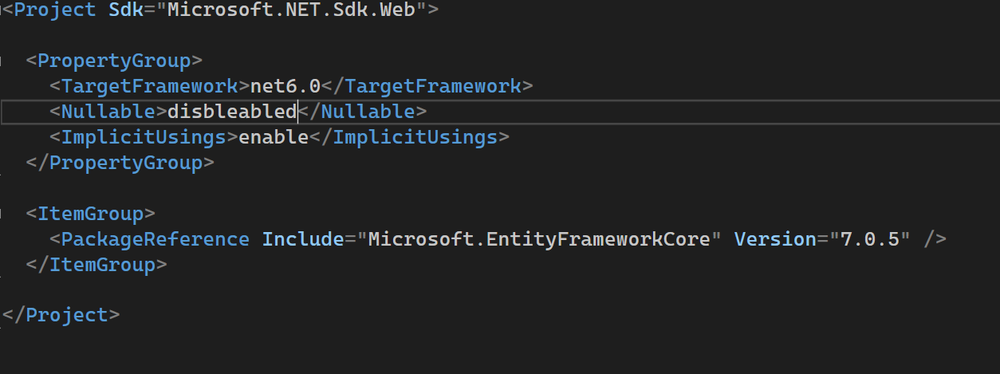 <Project Sdk="Microsoft.NET.Sdk.Web">
<PropertyGroup>
<TargetFramework>net6.0</TargetFramework>
<Nullable>disbleabled</Nullable>
<ImplicitUsings>enable</ImplicitUsings>
</PropertyGroup>
<ItemGroup>
<PackageReference Include="Microsoft.EntityFrameworkCore" Version="7.0.5" />
</ItemGroup>
</Project>